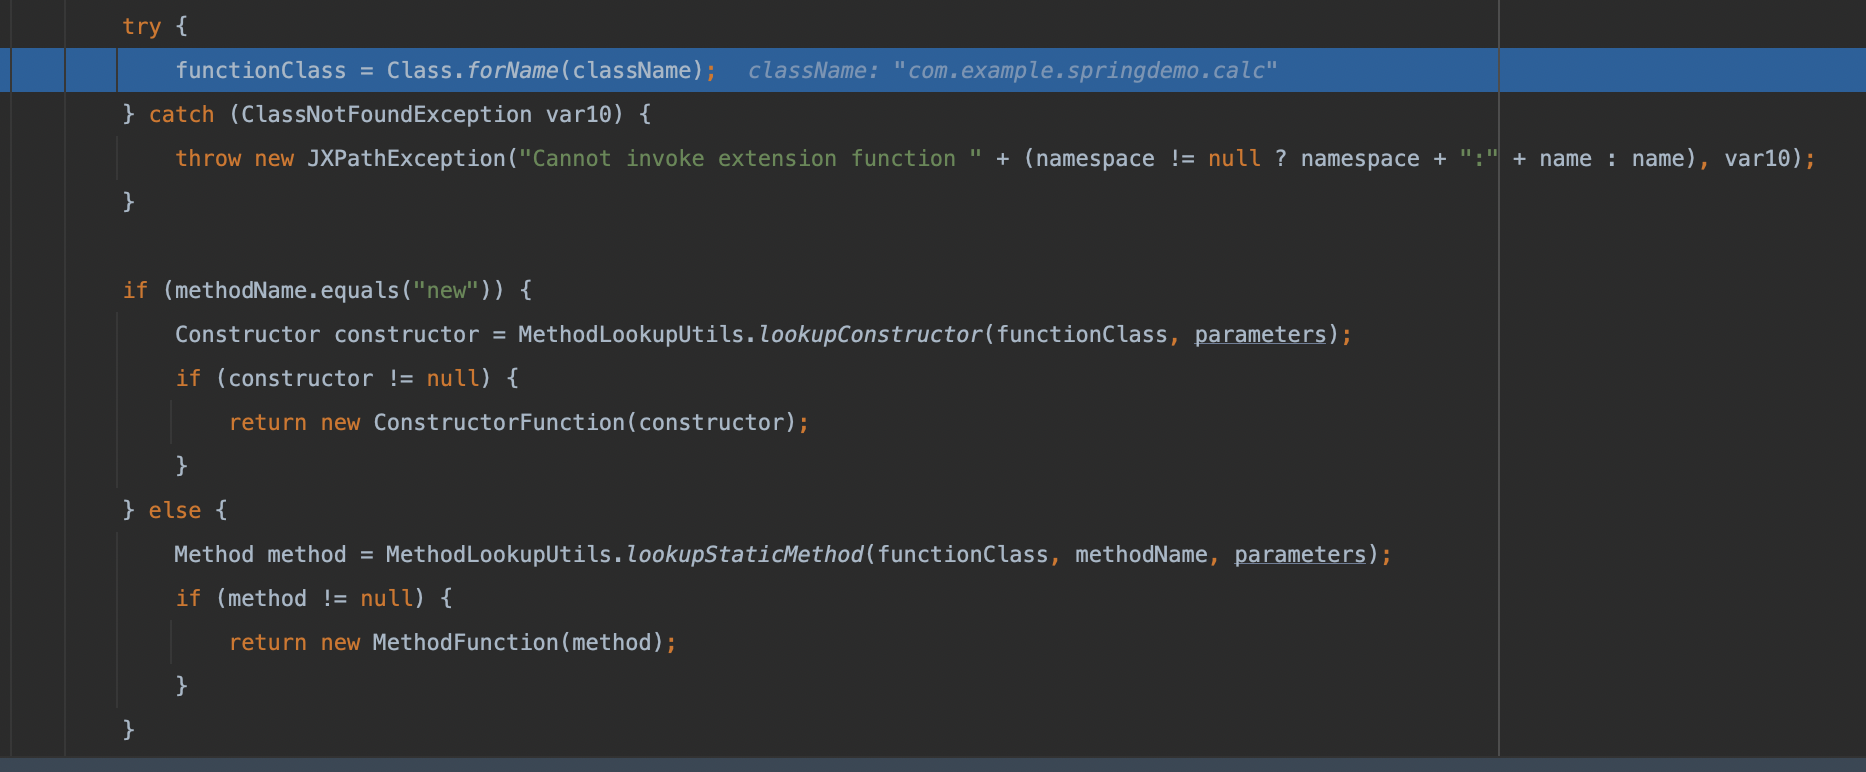 try {
functionClass = Class.forName(className); className: "com.example.springdemo.calc"
} catch (ClassNotFoundException var10) {
throw new JXPathException("Cannot invoke extension function " + (namespace != null ? namespace + ":" + name : name), var10);
}
if (methodName.equals("new")) {
Constructor constructor = MethodLookupUtils.lookupConstructor(functionClass, parameters);
if (constructor != null) {
return new ConstructorFunction(constructor);
}
} else {
Method method = MethodLookupUtils.lookupStaticMethod(functionClass, methodName, parameters);
if (method != null) {
return new MethodFunction(method);
}
}